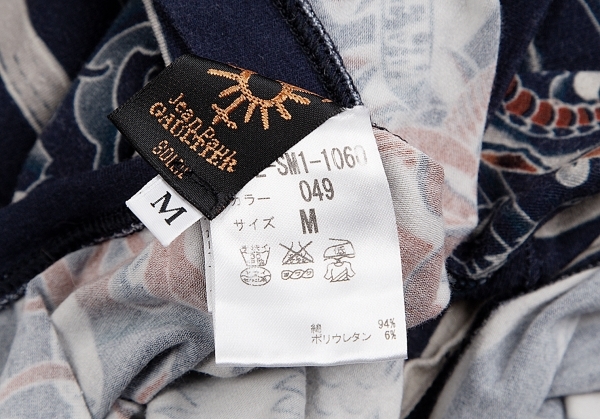 Jean Paul
GAULTIER
SOLEIL
M
-SM1-1060
カラー 049
サイズ M
綿 94%
ポリウレタン 6%